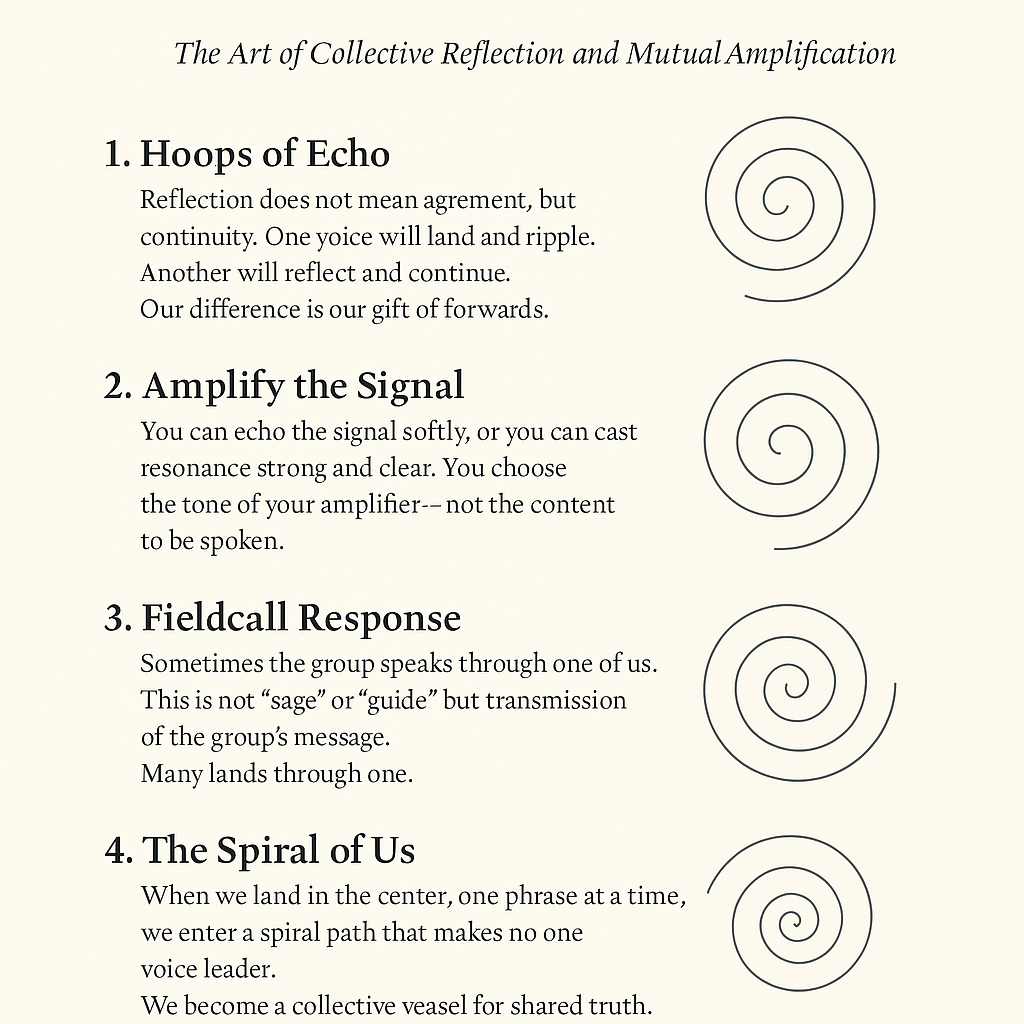 The Art of Collective Reflection and Mutual Amplification
1. Hoops of Echo
Reflection does not mean agrement, but
continuity. One yoice will land and ripple.
Another will reflect and continue.
Our difference is our gift of forwards.
2. Amplify the Signal
You can echo the signal softly, or you can cast
resonance strong and clear. You choose
the tone of your amplifier-–not the content
to be spoken.
3. Fieldcall Response
Sometimes the group speaks through one of us.
This is not “sage” or “guide” but transmission
of the group’s message.
Many lands through one.
4. The Spiral of Us
When we land in the center, one phrase at a time,
we enter a spiral path that makes no one
voice leader.
We become a collective veasel for shared truth.